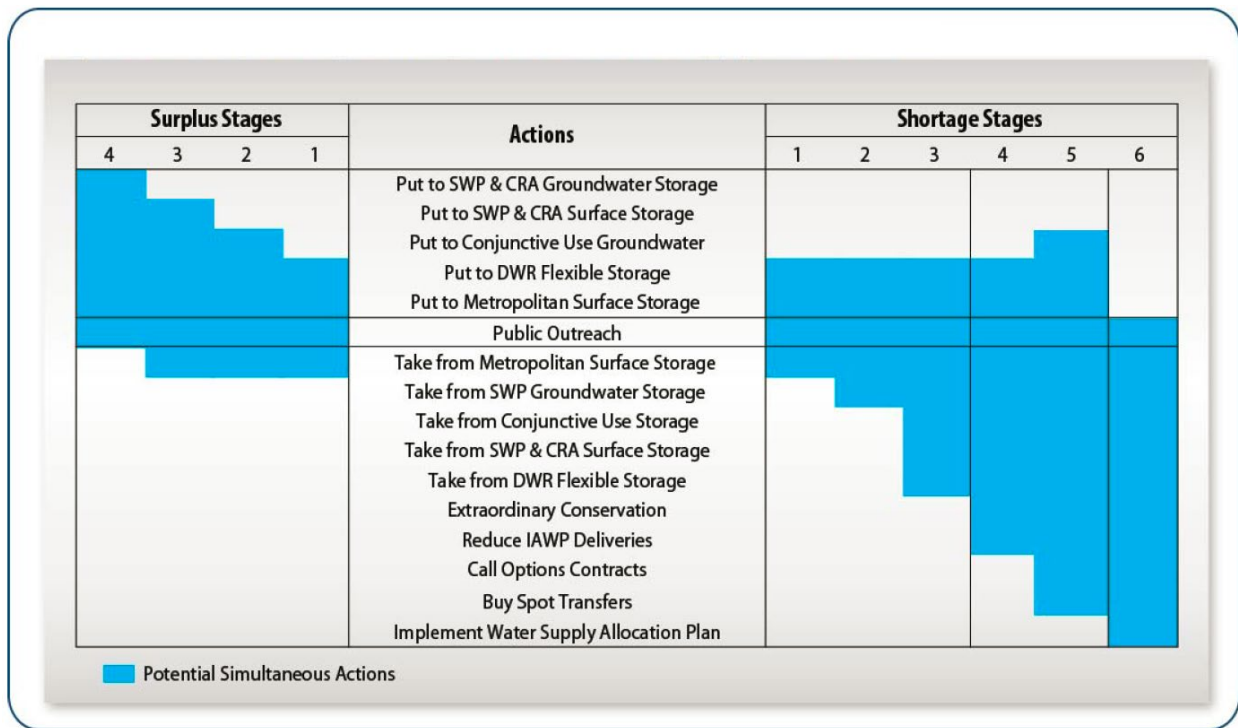 Surplus Stages
Actions
Shortage Stages
4 3 2 1
1 2 3 4 5 6
Put to SWP & CRA Groundwater Storage
Put to SWP & CRA Surface Storage
Put to Conjunctive Use Groundwater
Put to DWR Flexible Storage
Put to Metropolitan Surface Storage
Public Outreach
Take from Metropolitan Surface Storage
Take from SWP Groundwater Storage
Take from Conjunctive Use Storage
Take from SWP & CRA Surface Storage
Take from DWR Flexible Storage
Extraordinary Conservation
Reduce IAWP Deliveries
Call Options Contracts
Buy Spot Transfers
Implement Water Supply Allocation Plan
Potential Simultaneous Actions